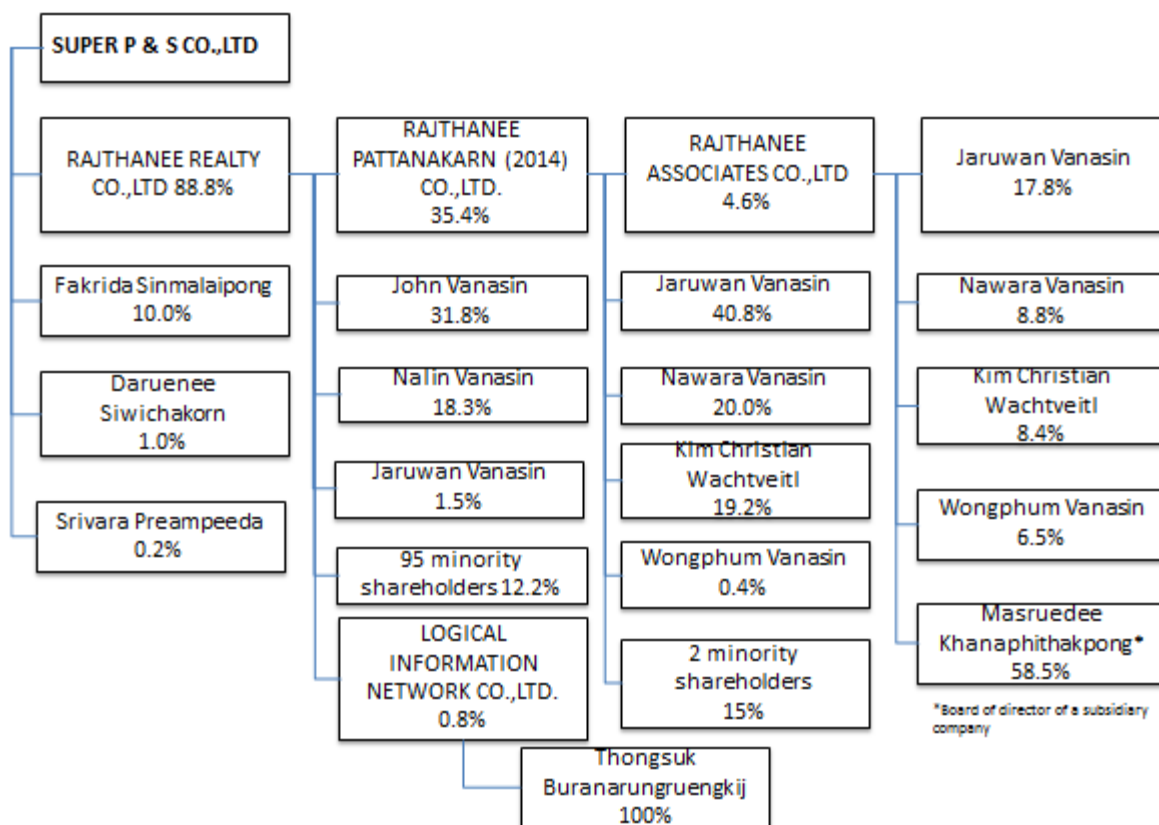 SUPER P & S CO.,LTD
RAJTHANEE REALTY
CO.,LTD 88.8%
Fakrida Sinmalaipong
10.0%
Daruenee
Siwichakorn
1.0%
Srivara Preampeeda
0.2%
RAJTHANEE
PATTANAKARN (2014)
CO.,LTD.
35.4%
John Vanasin
31.8%
Nalin Vanasin
18.3%
Jaruwan Vanasin
1.5%
95 minority
shareholders 12.2%
LOGICAL
INFORMATION
NETWORK CO.,LTD.
0.8%
Thongsuk
Buranarungruengkij
100%
RAJTHANEE
ASSOCIATES CO.,LTD
4.6%
Jaruwan Vanasin
40.8%
Nawara Vanasin
20.0%
Kim Christian
Wachtveitl
19.2%
Wongphum Vanasin
0.4%
2 minority
shareholders
15%
Jaruwan Vanasin
17.8%
Nawara Vanasin
8.8%
Kim Christian
Wachtveitl
8.4%
Wongphum Vanasin
6.5%
Masruedee
Khanaphithakpong*
58.5%
*Board of director of a subsidiary
company